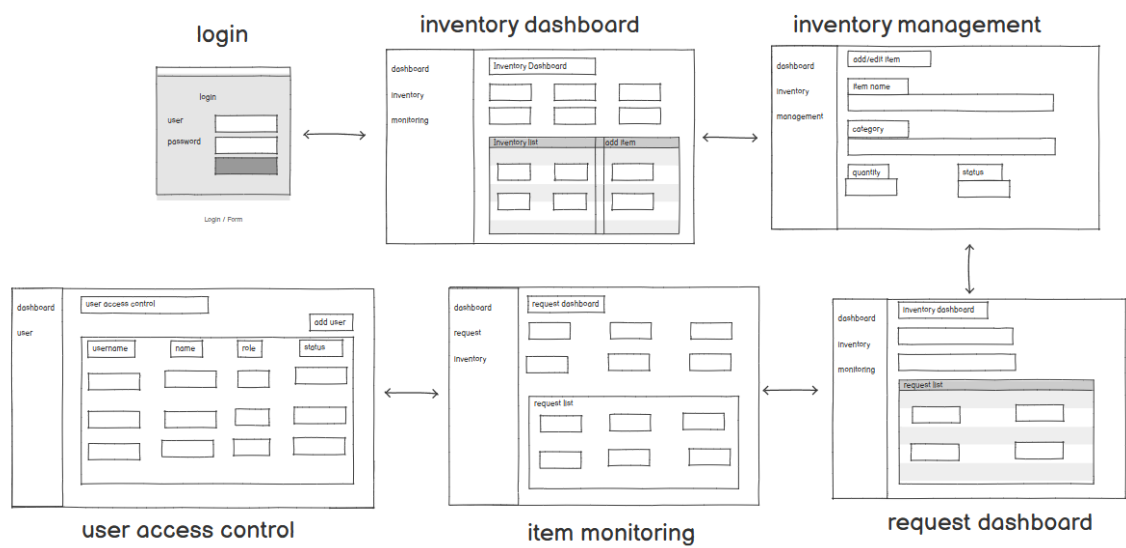 login
inventory dashboard
inventory management
login
user
password
Login / Form
dashboard
inventory
monitoring
Inventory Dashboard
Inventory list
add item
dashboard
inventory
management
add/edit item
item name
category
quantity
status
dashboard
user
user access control
add user
username
name
role
status
user access control
dashboard
request
inventory
request dashboard
request list
item monitoring
dashboard
inventory
monitoring
Inventory dashboard
request list
request dashboard